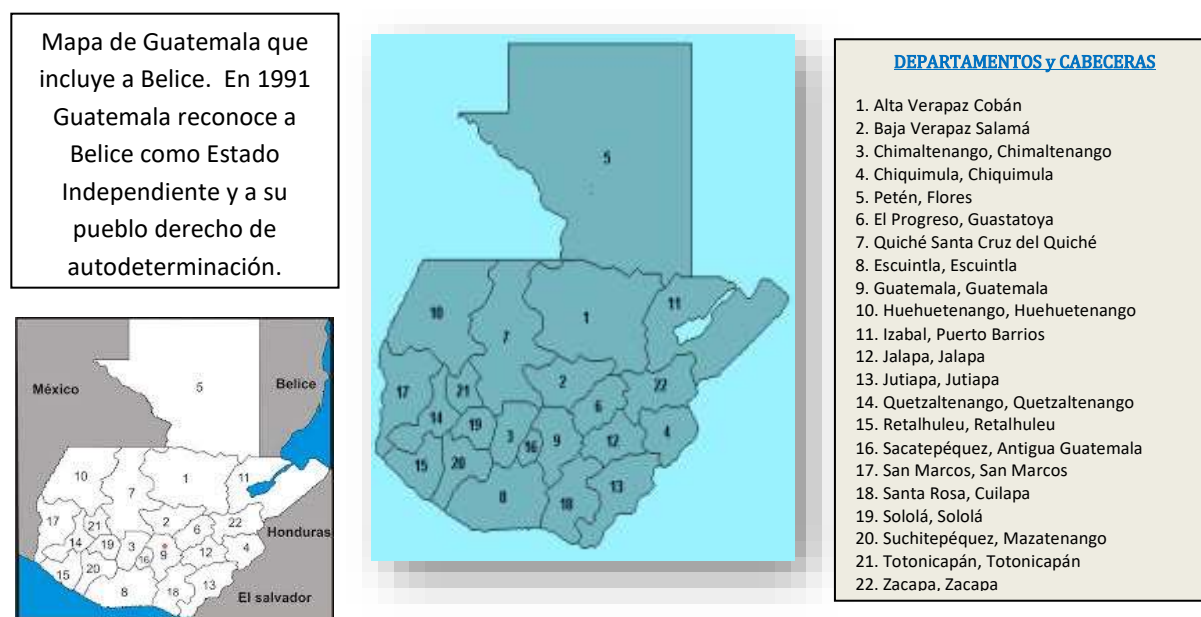 Mapa de Guatemala que
incluye a Belice. En 1991
Guatemala reconoce a
Belice como Estado
Independiente y a su
pueblo derecho de
autodeterminación.
México
5
Belice
10
7
1
11
17
21
2
6
22
Honduras
14
19
3
9
12
4
16
15
20
8
18
13
El salvador
5
10
7
1
11
17
21
2
22
14
19
3
16
9
6
12
4
15
20
8
18
13
DEPARTAMENTOS y CABECERAS
1. Alta Verapaz Cobán
2. Baja Verapaz Salamá
3. Chimaltenango, Chimaltenango
4. Chiquimula, Chiquimula
5. Petén, Flores
6. El Progreso, Guastatoya
7. Quiché Santa Cruz del Quiché
8. Escuintla, Escuintla
9. Guatemala, Guatemala
10. Huehuetenango, Huehuetenango
11. Izabal, Puerto Barrios
12. Jalapa, Jalapa
13. Jutiapa, Jutiapa
14. Quetzaltenango, Quetzaltenango
15. Retalhuleu, Retalhuleu
16. Sacatepéquez, Antigua Guatemala
17. San Marcos, San Marcos
18. Santa Rosa, Cuilapa
19. Sololá, Sololá
20. Suchitepéquez, Mazatenango
21. Totonicapán, Totonicapán
22. Zacapa, Zacapa